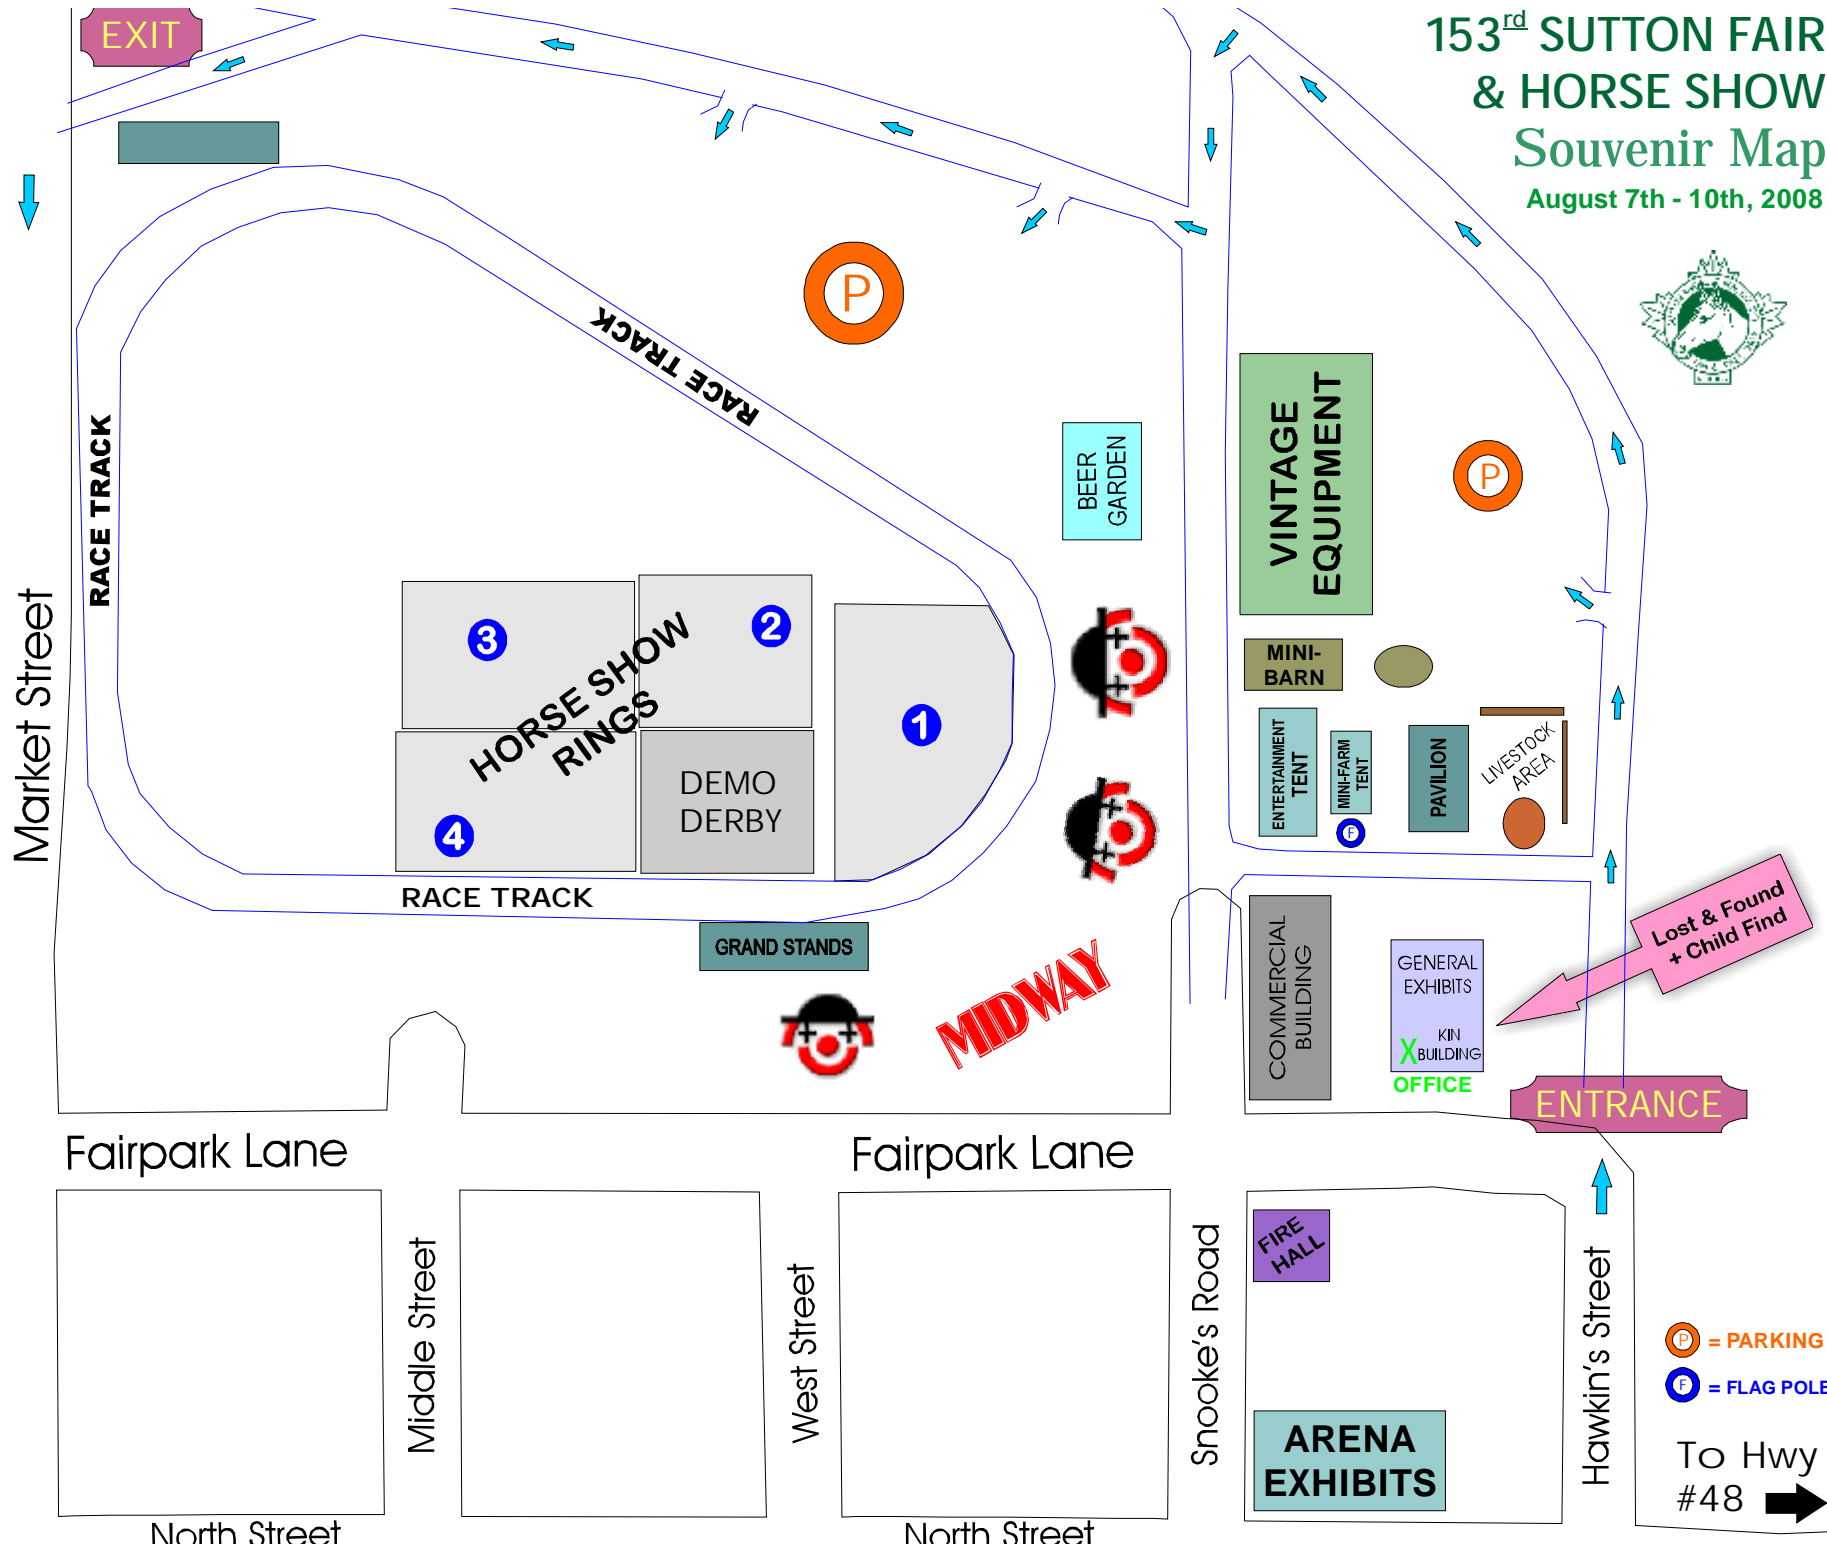 EXIT
153rd SUTTON FAIR
& HORSE SHOW
Souvenir Map
August 7th - 10th, 2008
P
RACE TRACK
RACE TRACK
BEER
GARDEN
VINTAGE
EQUIPMENT
P
Market Street
3
2
HORSE SHOW
RINGS
1
4
DEMO
DERBY
MINI-
BARN
ENTERTAINMENT
TENT
MINI-FARM
TENT
F
PAVILION
LIVESTOCK
AREA
RACE TRACK
GRAND STANDS
MIDWAY
COMMERCIAL
BUILDING
GENERAL
EXHIBITS
KIN
X BUILDING
OFFICE
Lost & Found
+ Child Find
ENTRANCE
Fairpark Lane
Fairpark Lane
FIRE
HALL
Middle Street
West Street
Snooke's Road
Hawkin's Street
P = PARKING
F = FLAG POLE
ARENA
EXHIBITS
To Hwy
#48
North Street
North Street